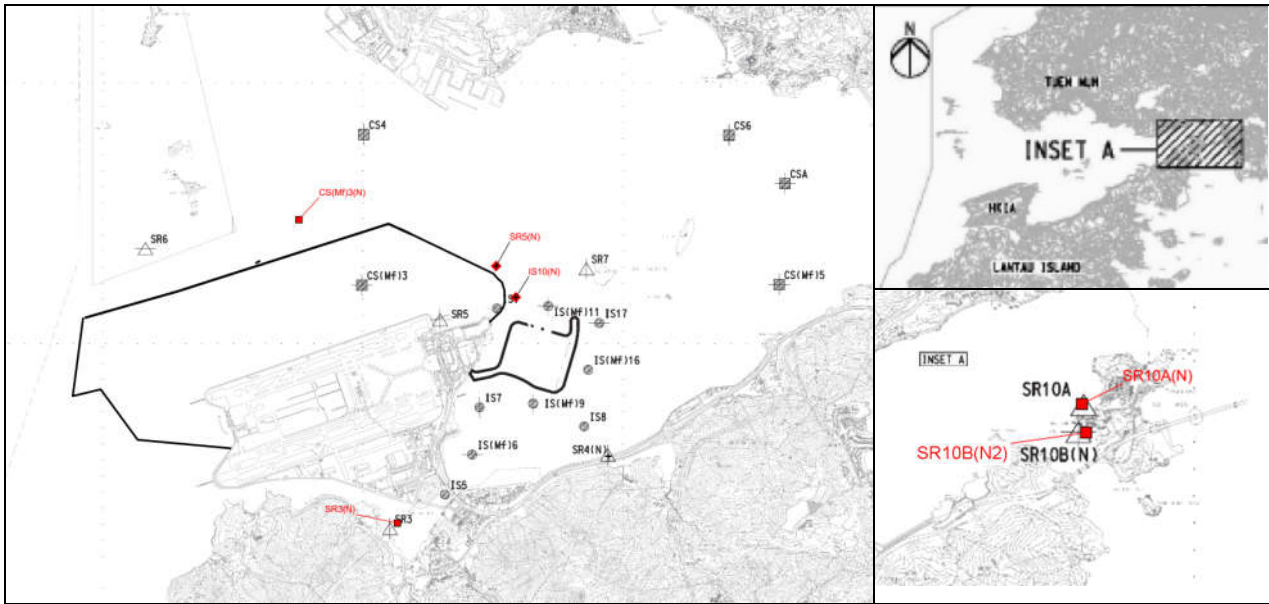 CS4
CS6
CSA
CS(Mf)3(N)
SR6
SR5(N)
SR7
IS10(N)
CS(Mf)3
CS(Mf)5
SR5
IS(Mf)11
IS17
IS(Mf)16
IS7
IS(Mf)9
IS8
IS(Mf)6
SR4(N)
IS5
SR3(N)
SR3
N
TUEN MUN
INSET A
HKIA
LANTAU ISLAND
INSET A
SR10A
SR10A(N)
SR10B(N2)
SR10B(N)